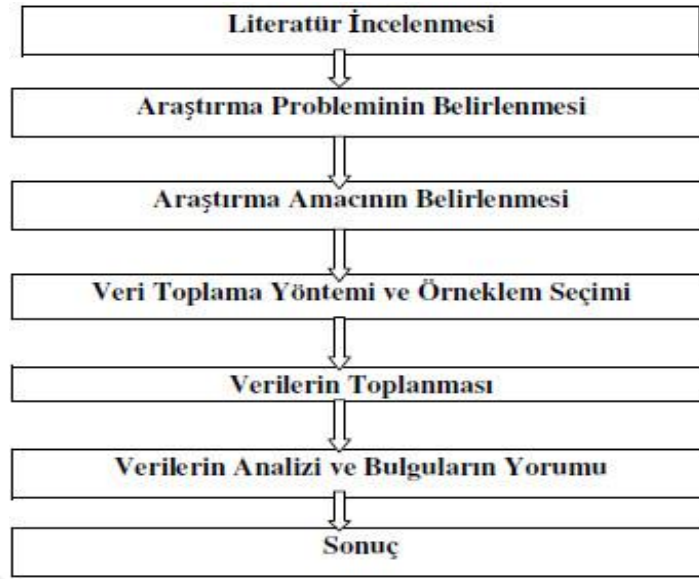 Literatür İncelenmesi
Araştırma Probleminin Belirlenmesi
Araştırma Amacının Belirlenmesi
Veri Toplama Yöntemi ve Örneklem Seçimi
Verilerin Toplanması
Verilerin Analizi ve Bulguların Yorumu
Sonuç